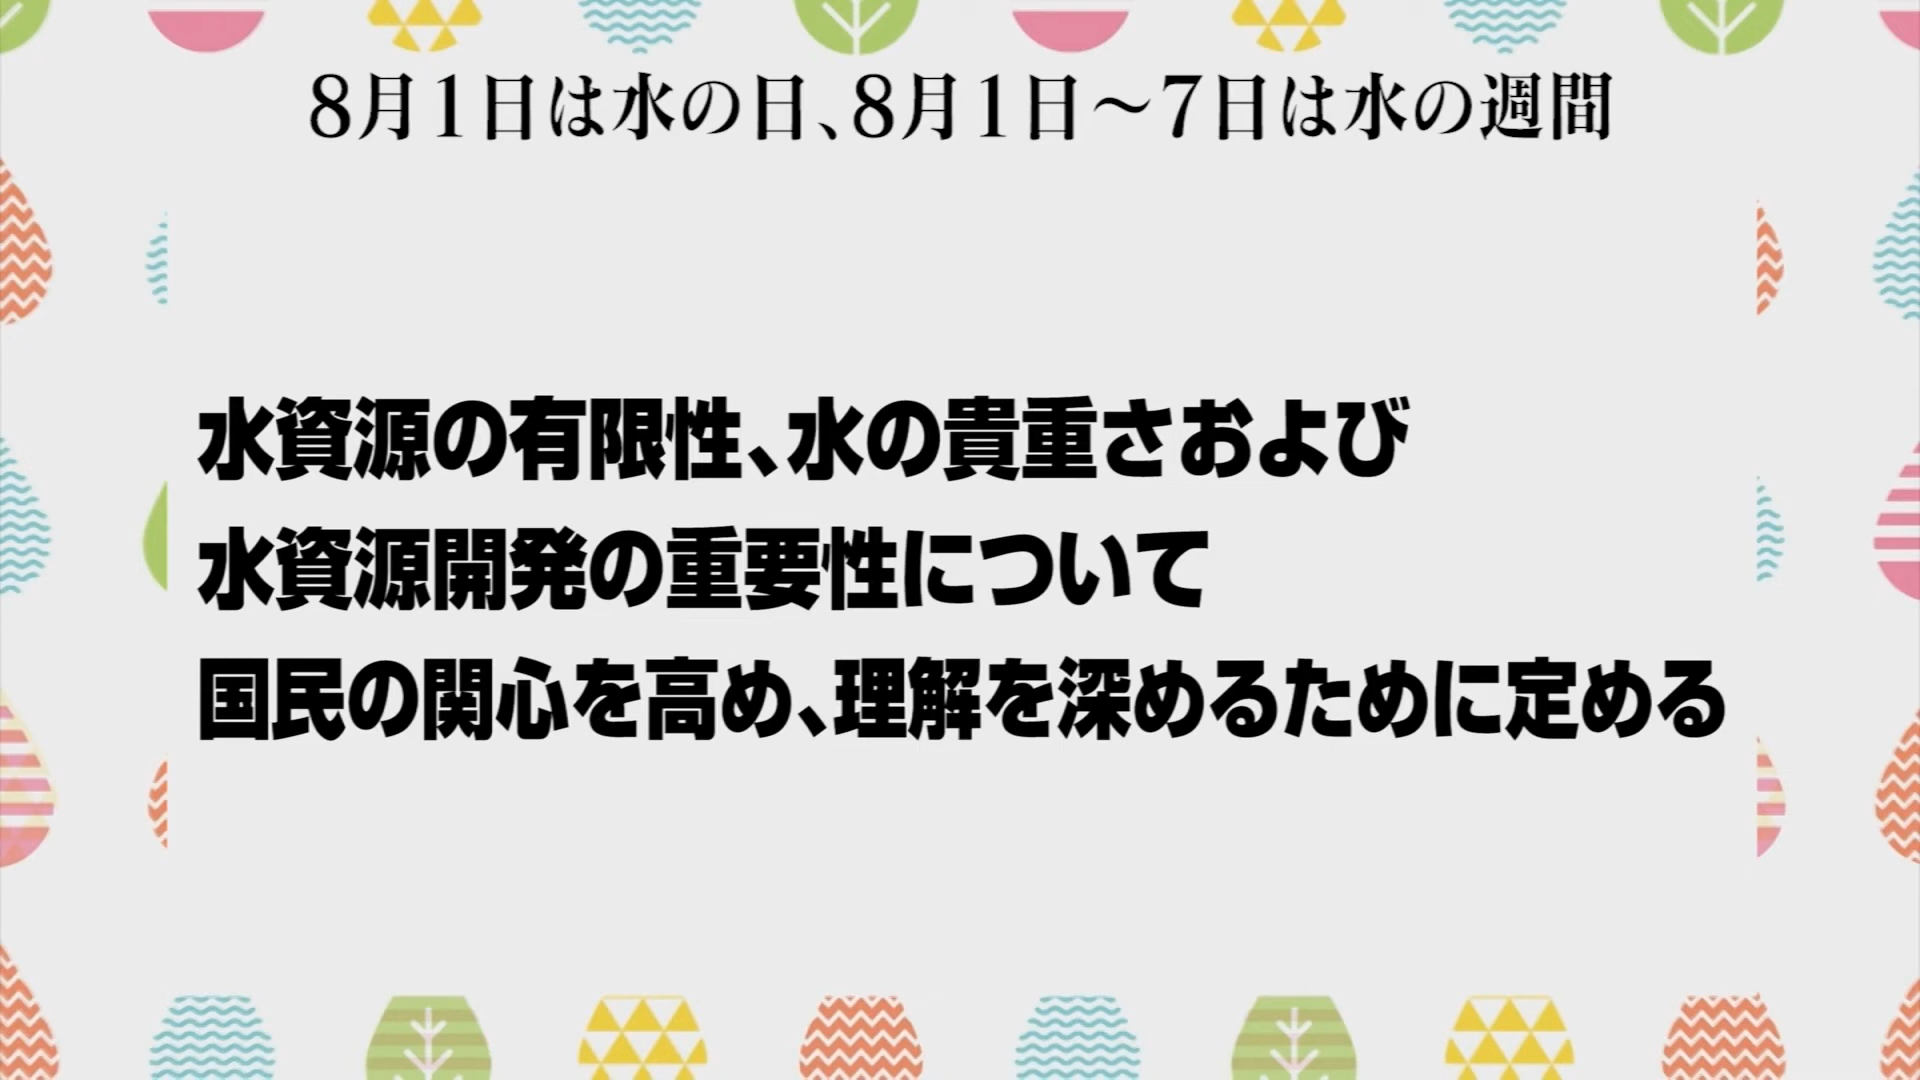 8月1日は水の日、8月1日〜7日は水の週間
水資源の有限性、水の貴重さおよび
水資源開発の重要性について
国民の関心を高め、理解を深めるために定める